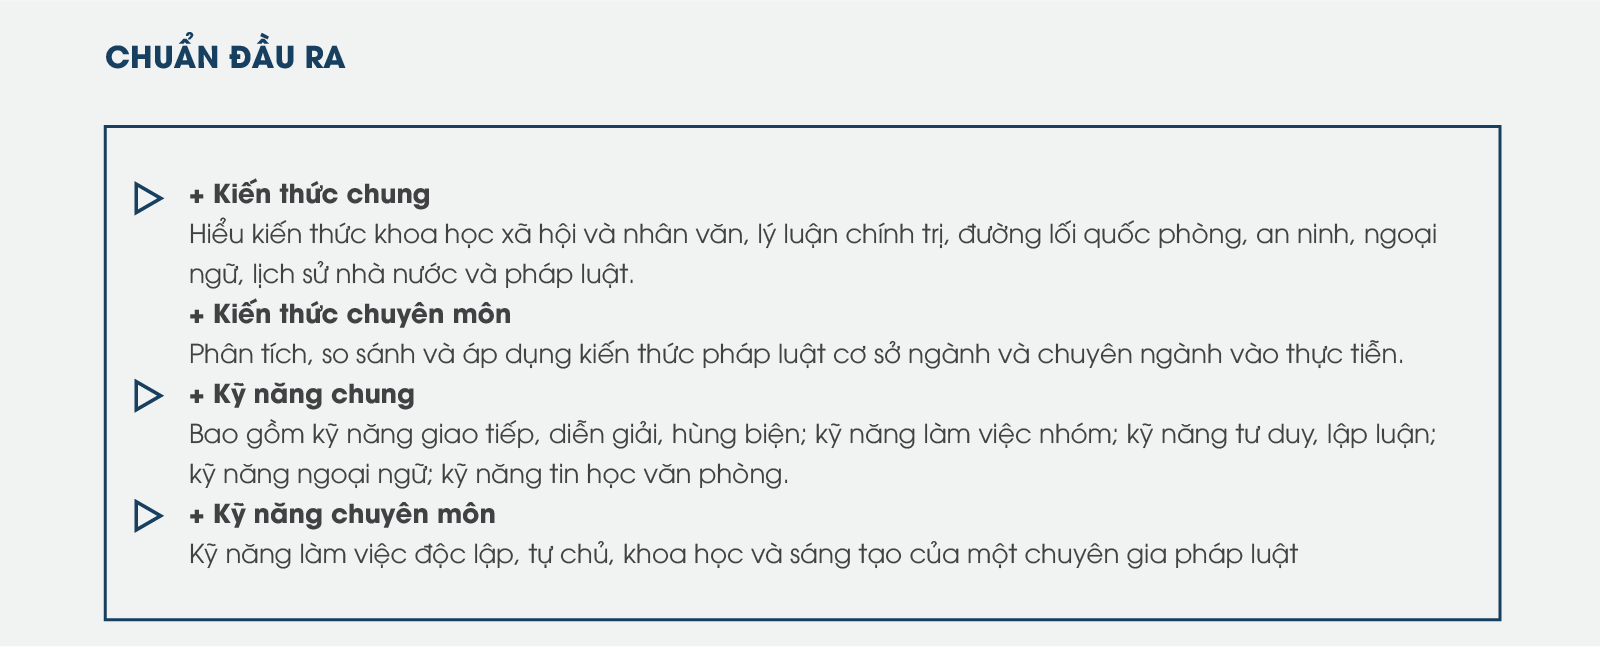 CHUẨN ĐẦU RA
+ Kiến thức chung
Hiểu kiến thức khoa học xã hội và nhân văn, lý luận chính trị, đường lối quốc phòng, an ninh, ngoại
ngữ, lịch sử nhà nước và pháp luật.
+ Kiến thức chuyên môn
Phân tích, so sánh và áp dụng kiến thức pháp luật cơ sở ngành và chuyên ngành vào thực tiễn.
+ Kỹ năng chung
Bao gồm kỹ năng giao tiếp, diễn giải, hùng biện; kỹ năng làm việc nhóm; kỹ năng tư duy, lập luận;
kỹ năng ngoại ngữ; kỹ năng tin học văn phòng.
+ Kỹ năng chuyên môn
Kỹ năng làm việc độc lập, tự chủ, khoa học và sáng tạo của một chuyên gia pháp luật